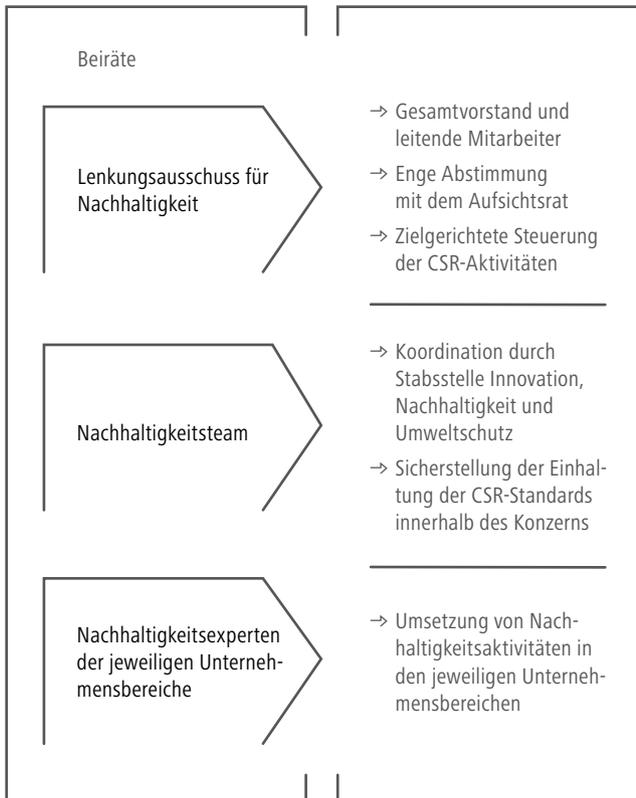 Beiräte
Lenkungsausschuss für
Nachhaltigkeit
→ Gesamtvorstand und
leitende Mitarbeiter
→ Enge Abstimmung
mit dem Aufsichtsrat
→ Zielgerichtete Steuerung
der CSR-Aktivitäten
Nachhaltigkeitsteam
→ Koordination durch
Stabsstelle Innovation,
Nachhaltigkeit und
Umweltschutz
→ Sicherstellung der Einhal-
tung der CSR-Standards
innerhalb des Konzerns
Nachhaltigkeitsexperten
der jeweiligen Unterneh-
mensbereiche
→ Umsetzung von Nach-
haltigkeitsaktivitäten in
den jeweiligen Unterneh-
mensbereichen